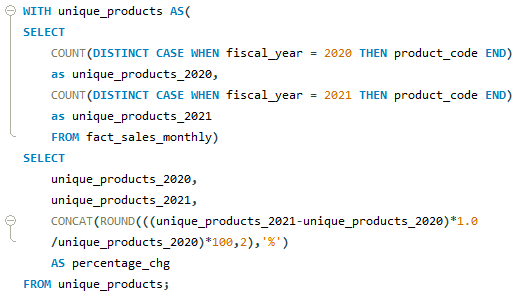 WITH unique_products AS(
SELECT
COUNT(DISTINCT CASE WHEN fiscal_year = 2020 THEN product_code END)
as unique_products_2020,
COUNT(DISTINCT CASE WHEN fiscal_year = 2021 THEN product_code END)
as unique_products_2021
FROM fact_sales_monthly)
SELECT
unique_products_2020,
unique_products_2021,
CONCAT(ROUND(((unique_products_2021-unique_products_2020)*1.0
/unique_products_2020)*100,2),'%')
AS percentage_chg
FROM unique_products;